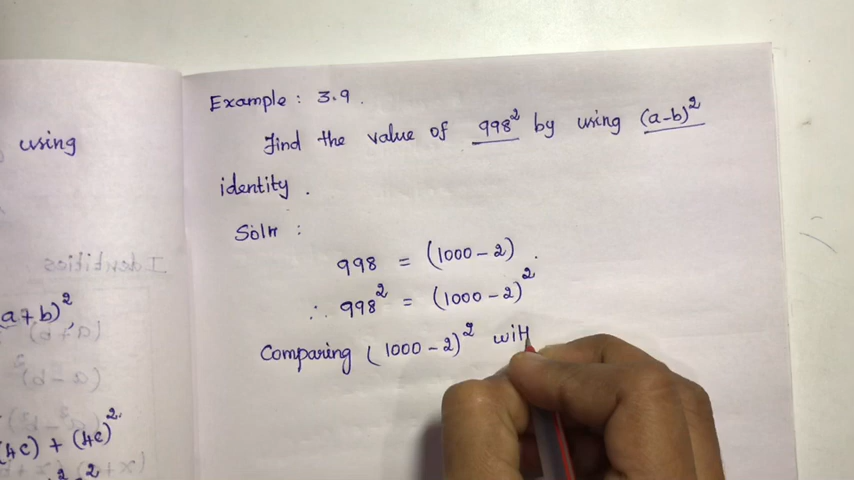 using
(a+b)²,
(4c) + (4c)²
Example : 3.9.
Find the value of 998² by using (a-b)²
identity.
Soln :
998 = (1000 - 2).
∴ 998² = (1000 - 2)²
Comparing (1000 - 2)² with